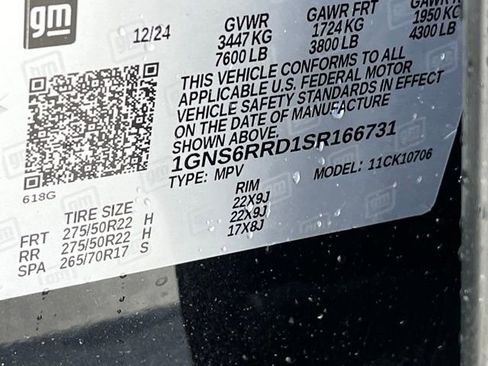 gm
12/24
GVWR
3447 KG
7600 LB
GAWR FRT
1724 KG
3800 LB
GAWR
1950 KG
4300 LB
THIS VEHICLE CONFORMS TO ALL
APPLICABLE U.S. FEDERAL MOTOR
VEHICLE SAFETY STANDARDS IN EFFECT
ON THE DATE OF MANUFACTURE
SHOWN ABOVE.
1GNS6RRD1SR166731
TYPE: MPV
MODEL: 11CK10706
618G
TIRE SIZE
RIM
FRT 275/50R22 H 22X9J
RR 275/50R22 H 22X9J
SPA 265/70R17 S 17X8J